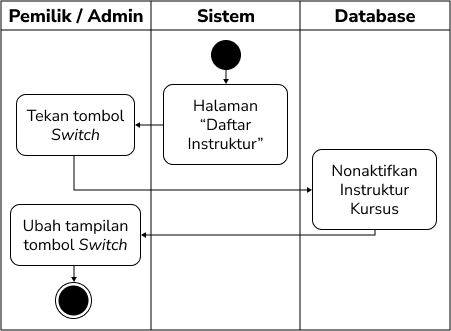 Pemilik / Admin
Sistem
Database
Halaman
“Daftar
Instruktur”
Tekan tombol
Switch
Nonaktifkan
Instruktur
Kursus
Ubah tampilan
tombol Switch